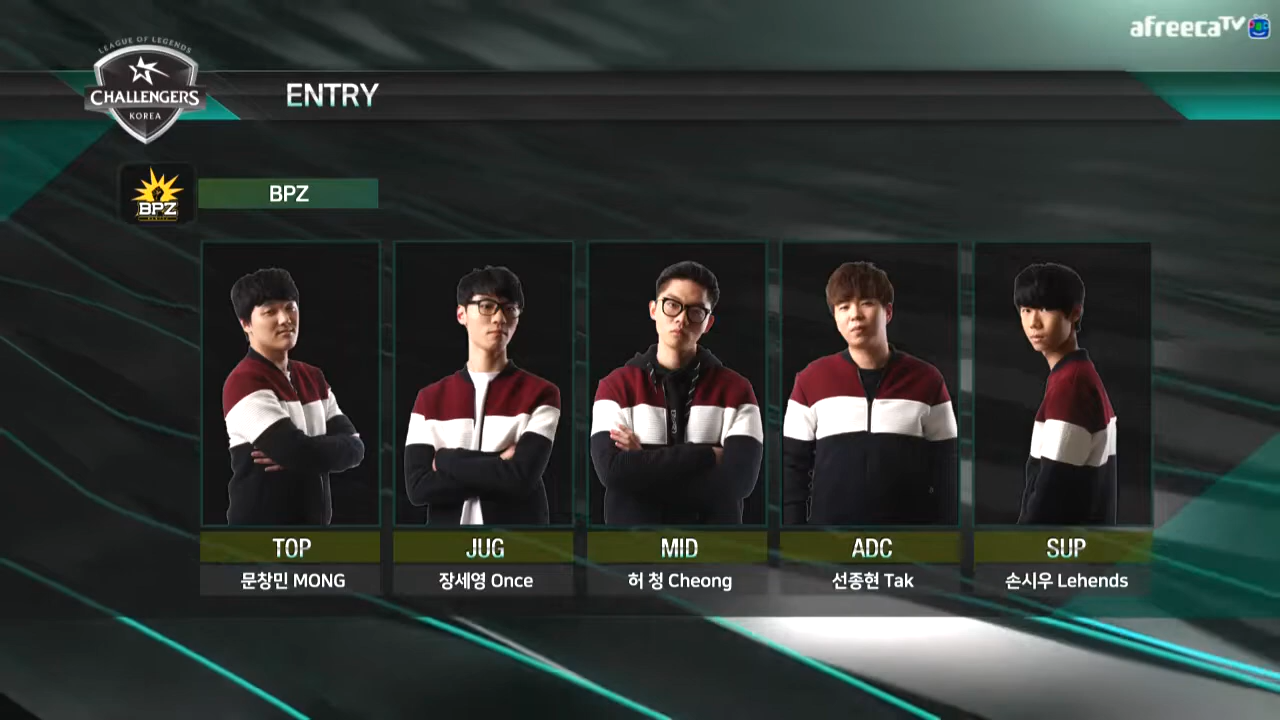 afreecaTV
LEAGUE OF LEGENDS
CHALLENGERS
KOREA
ENTRY
BPZ
BPZ
TOP
JUG
MID
ADC
SUP
문창민 MONG
장세영 Once
허 청 Cheong
선종현 Tak
손시우 Lehends